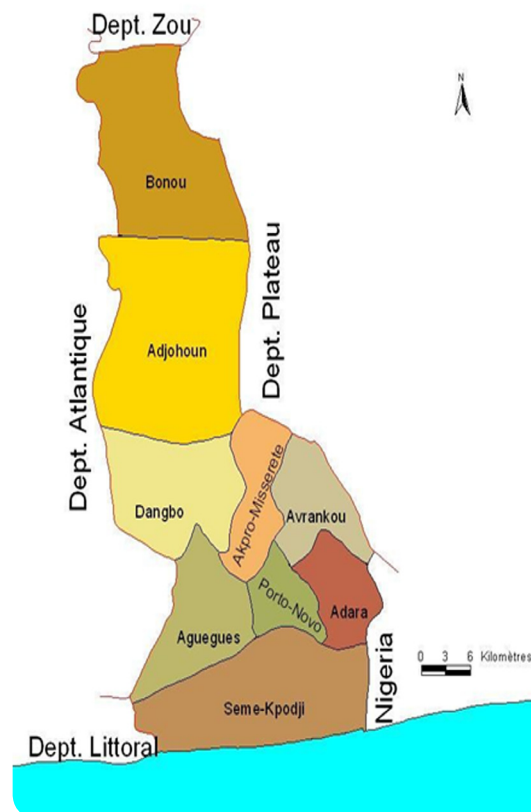 Dept. Zou
N
Bonou
Dept. Plateau
Adjohoun
Dept. Atlantique
Dangbo
Akpro-Misserete
Avrankou
Porto-Novo
Adara
Aguegues
0 3 6 Kilomètres
Nigeria
Seme-Kpodji
Dept. Littoral